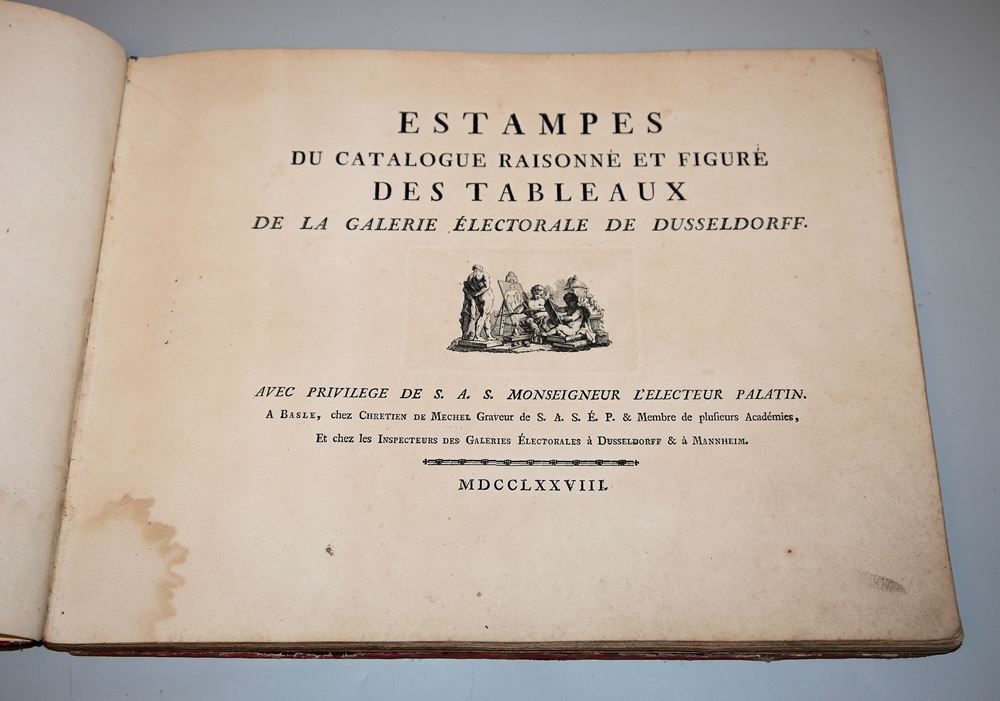 ESTAMPES
DU CATALOGUE RAISONNÉ ET FIGURÉ
DES TABLEAUX
DE LA GALERIE ÉLECTORALE DE DUSSELDORFF.
AVEC PRIVILEGE DE S. A. S. MONSEIGNEUR L'ELECTEUR PALATIN.
A BASLE, chez CHRETIEN DE MECHEL Graveur de S. A. S. É. P. & Membre de pluſieurs Académies,
Et chez les INSPECTEURS DES GALERIES ÉLECTORALES à DUSSELDORFF & à MANNHEIM.
MDCCLXXVIII.